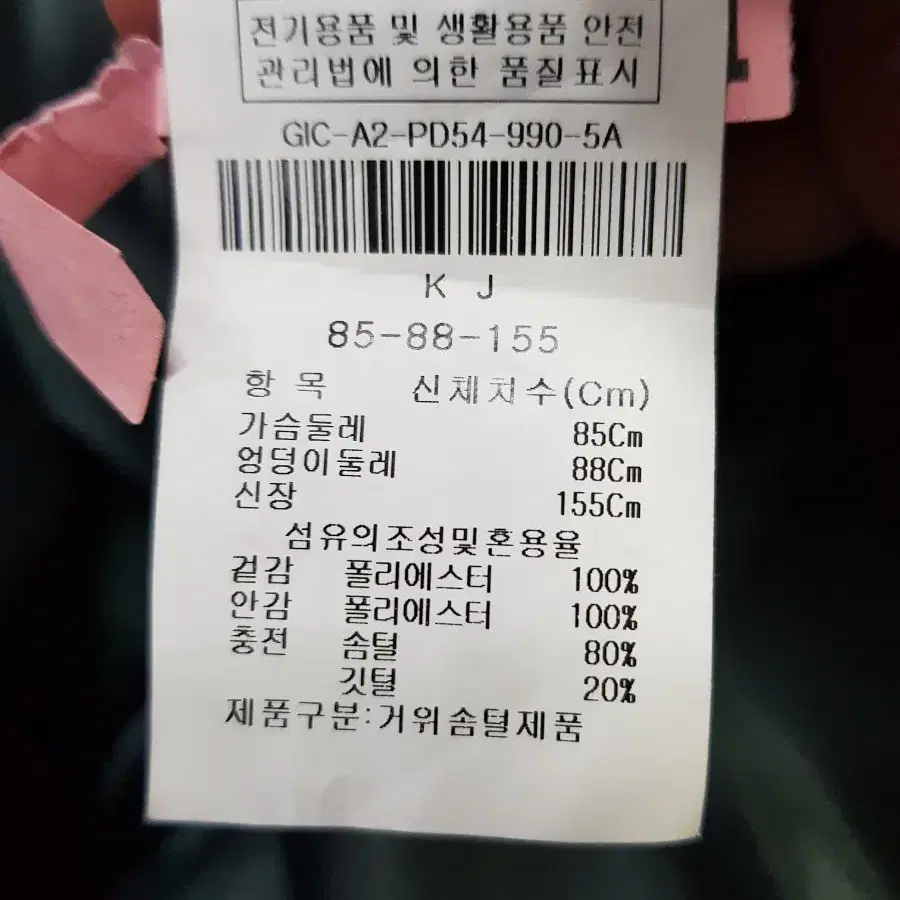 전기용품 및 생활용품 안전
관리법에 의한 품질표시
GIC-A2-PD54-990-5A
K J
85-88-155
항 목 신체치수(Cm)
가슴둘레 85Cm
엉덩이둘레 88Cm
신장 155Cm
섬유의조성및혼용율
겉감 폴리에스터 100%
안감 폴리에스터 100%
충전 솜털 80%
깃털 20%
제품구분:거위솜털제품